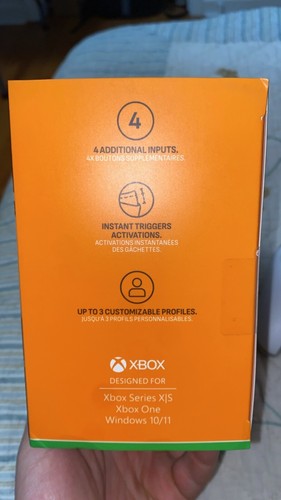 4
4 ADDITIONAL INPUTS.
4X BOUTONS SUPPLÉMENTAIRES.
INSTANT TRIGGERS
ACTIVATIONS.
ACTIVATIONS INSTANTANÉES
DES GÂCHETTES.
UP TO 3 CUSTOMIZABLE PROFILES.
JUSQU'À 3 PROFILS PERSONNALISABLES.
XBOX
DESIGNED FOR
Xbox Series X|S
Xbox One
Windows 10/11